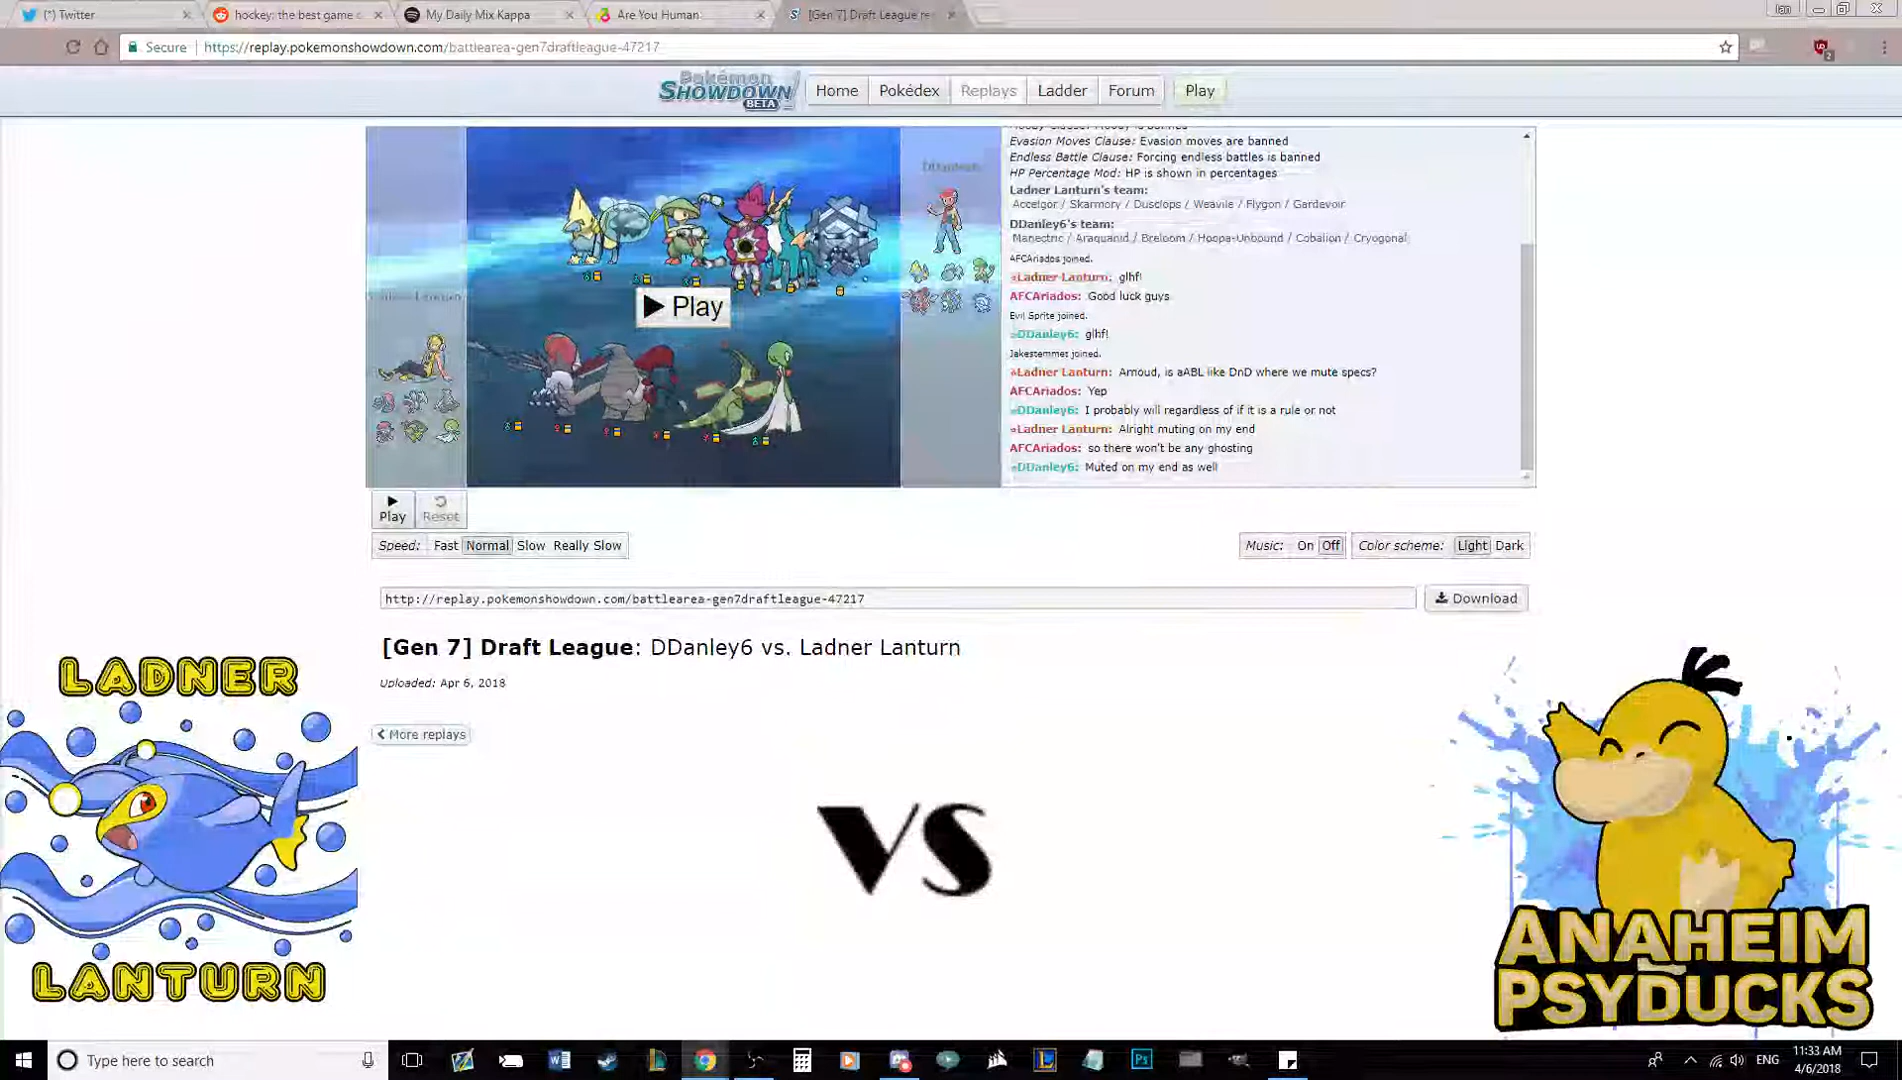 (*) Twitter
hockey: the best game o
My Daily Mix Kappa
Are You Human
[Gen 7] Draft League re
Ian
Secure
https://replay.pokemonshowdown.com/battlearea-gen7draftleague-47217
Pokémon
SHOWDOWN
BETA
Home
Pokédex
Replays
Ladder
Forum
Play
Evasion Moves Clause: Evasion moves are banned
Endless Battle Clause: Forcing endless battles is banned
HP Percentage Mod: HP is shown in percentages
Ladner Lanturn's team:
Accelgor / Skarmory / Dusclops / Weavile / Flygon / Gardevoir
DDanley6's team:
Manectric / Araquanid / Breloom / Hoopa-Unbound / Cobalion / Cryogonal
AFCAriados joined.
Ladner Lanturn: glhf!
AFCAriados: Good luck guys
Evil Sprite joined.
DDanley6: glhf!
Jakestemmet joined.
Ladner Lanturn: Arnoud, is aABL like DnD where we mute specs?
AFCAriados: Yep
DDanley6: I probably will regardless of if it is a rule or not
Ladner Lanturn: Alright muting on my end
AFCAriados: so there won't be any ghosting
DDanley6: Muted on my end as well
DDanley6
Ladner Lanturn
Play
Play
Reset
Speed: Fast Normal Slow Really Slow
Music: On Off
Color scheme: Light Dark
http://replay.pokemonshowdown.com/battlearea-gen7draftleague-47217
Download
[Gen 7] Draft League: DDanley6 vs. Ladner Lanturn
Uploaded: Apr 6, 2018
More replays
LADNER
LANTURN
VS
ANAHEIM
PSYDUCKS
Type here to search
ENG
11:33 AM
4/6/2018